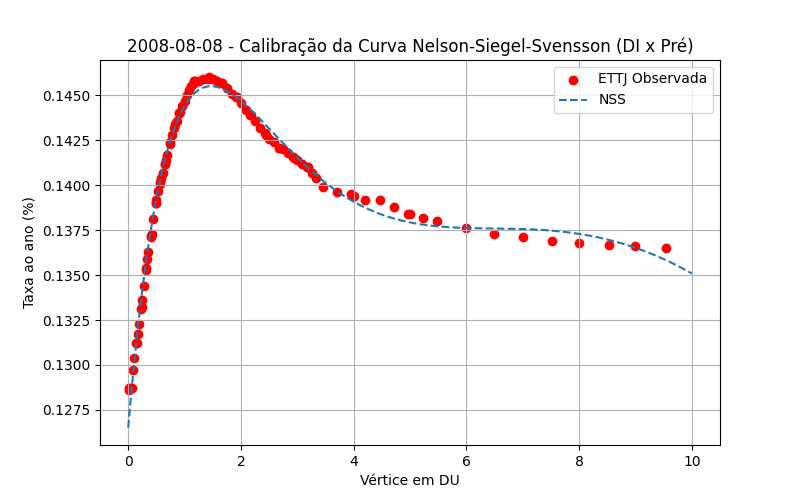 2008-08-08 - Calibração da Curva Nelson-Siegel-Svensson (DI x Pré)
ETTJ Observada
NSS
Taxa ao ano (%)
0.1450
0.1425
0.1400
0.1375
0.1350
0.1325
0.1300
0.1275
0 2 4 6 8 10
Vértice em DU